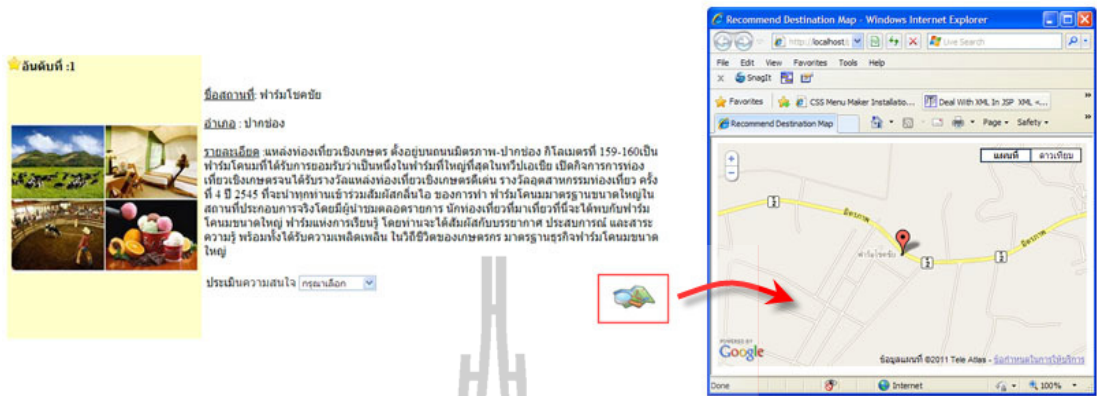 อันดับที่ :1
ชื่อสถานที่: ฟาร์มโชคชัย
อำเภอ : ปากช่อง
รายละเอียด :แหล่งท่องเที่ยวเชิงเกษตร ตั้งอยู่บนถนนมิตรภาพ-ปากช่อง กิโลเมตรที่ 159-160เป็น
ฟาร์มโคนมที่ได้รับการยอมรับว่าเป็นหนึ่งในฟาร์มที่ใหญ่ที่สุดในทวีปเอเชีย เปิดกิจการการท่อง
เที่ยวเชิงเกษตรจนได้รับรางวัลแหล่งท่องเที่ยวเชิงเกษตรดีเด่น รางวัลอุตสาหกรรมท่องเที่ยว ครั้ง
ที่ 4 ปี 2545 ที่จะนำทุกท่านเข้าร่วมสัมผัสกลิ่นไอ ของการทำ ฟาร์มโคนมมาตรฐานขนาดใหญ่ใน
สถานที่ประกอบการจริงโดยมีผู้นำชมตลอดรายการ นักท่องเที่ยวที่มาเที่ยวที่นี่จะได้พบกับฟาร์ม
โคนมขนาดใหญ่ ฟาร์มแห่งการเรียนรู้ โดยท่านจะได้สัมผัสกับบรรยากาศ ประสบการณ์ และสาระ
ความรู้ พร้อมทั้งได้รับความเพลิดเพลิน ในวิถีชีวิตของเกษตรกร มาตรฐานธุรกิจฟาร์มโคนมขนาด
ใหญ่
ประเมินความสนใจ กรุณาเลือก
Recommend Destination Map - Windows Internet Explorer
http://localhost: Live Search
File Edit View Favorites Tools Help
x SnagIt
Favorites CSS Menu Maker Installatio... Deal With XML In JSP XML <... »
Recommend Destination Map Page Safety »
แผนที่ ดาวเทียม
2 มิตรภาพ
ฟาร์มโชคชัย 2 2 มิตรภาพ
POWERED BY
Google
ข้อมูลแผนที่ ©2011 Tele Atlas - ข้อกำหนดในการให้บริการ
Done Internet 100%